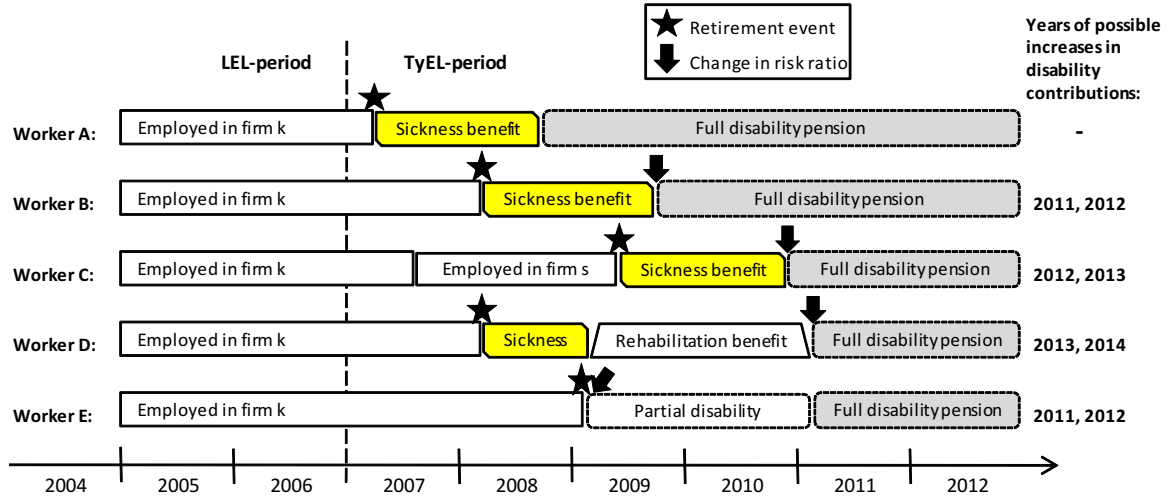 Retirement event
Change in risk ratio
Years of possible
increases in
disability
contributions:
LEL-period
TyEL-period
Worker A:
Employed in firm k
Sickness benefit
Full disability pension
-
Worker B:
Employed in firm k
Sickness benefit
Full disability pension
2011, 2012
Worker C:
Employed in firm k
Employed in firm s
Sickness benefit
Full disability pension
2012, 2013
Worker D:
Employed in firm k
Sickness
Rehabilitation benefit
Full disability pension
2013, 2014
Worker E:
Employed in firm k
Partial disability
Full disability pension
2011, 2012
2004
2005
2006
2007
2008
2009
2010
2011
2012